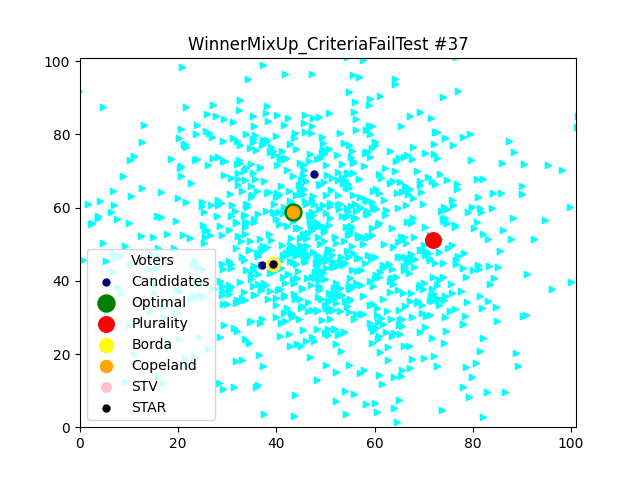 WinnerMixUp_CriteriaFailTest #37
100
80
60
40
20
0
Voters
Candidates
Optimal
Plurality
Borda
Copeland
STV
STAR
0 20 40 60 80 100